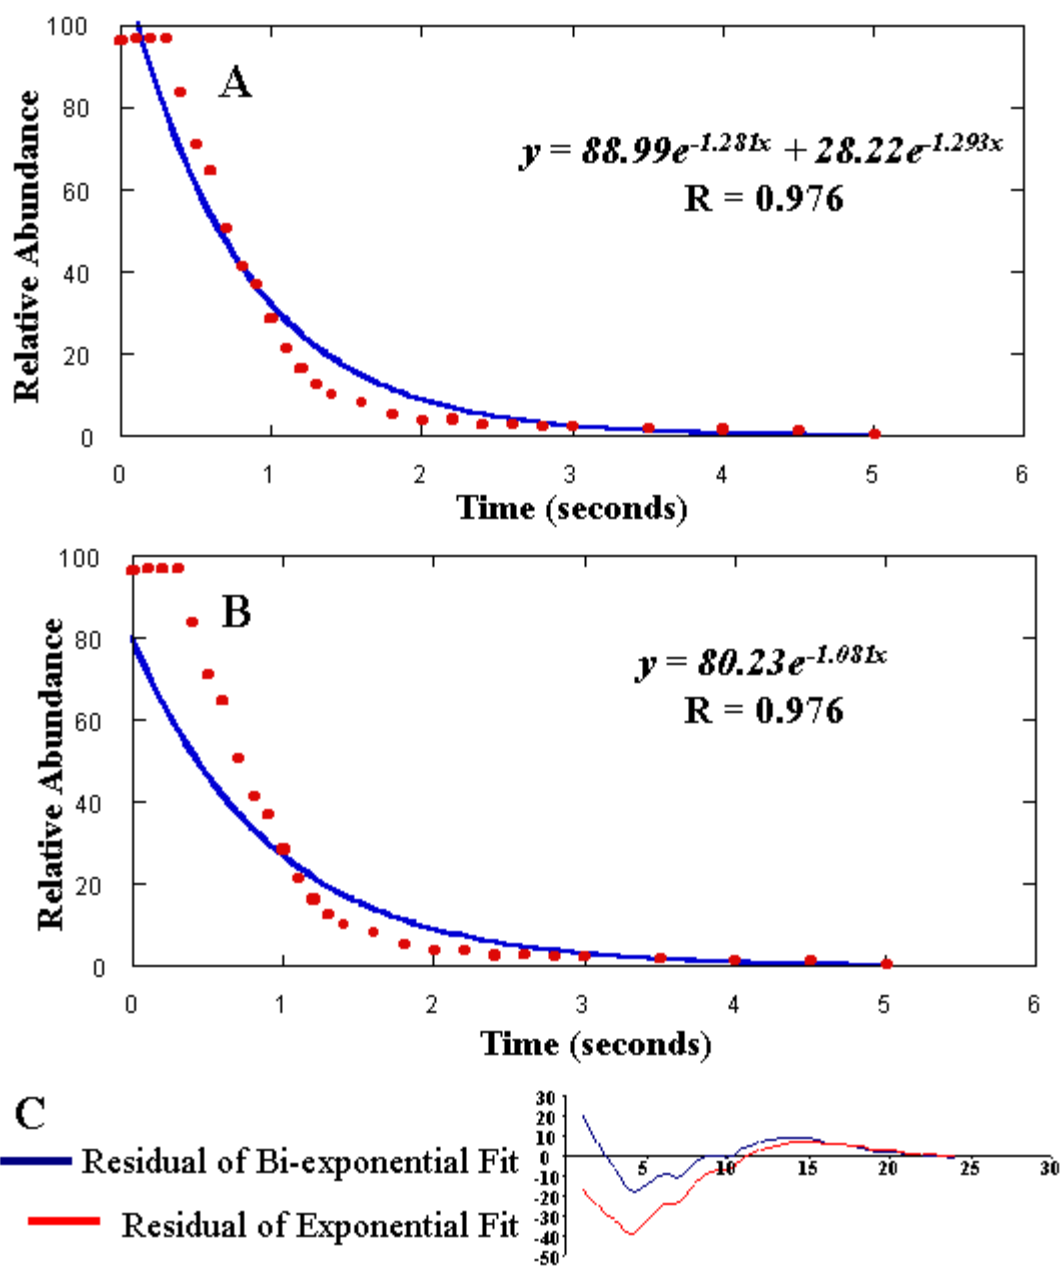 100
80
60
40
20
0
Relative Abundance
A
y = 88.99e^-1.281x + 28.22e^-1.293x
R = 0.976
0 1 2 3 4 5 6
Time (seconds)
100
80
60
40
20
0
Relative Abundance
B
y = 80.23e^-1.081x
R = 0.976
0 1 2 3 4 5 6
Time (seconds)
C
Residual of Bi-exponential Fit
Residual of Exponential Fit
30
20
10
0
-10
-20
-30
-40
-50
5 10 15 20 25 30